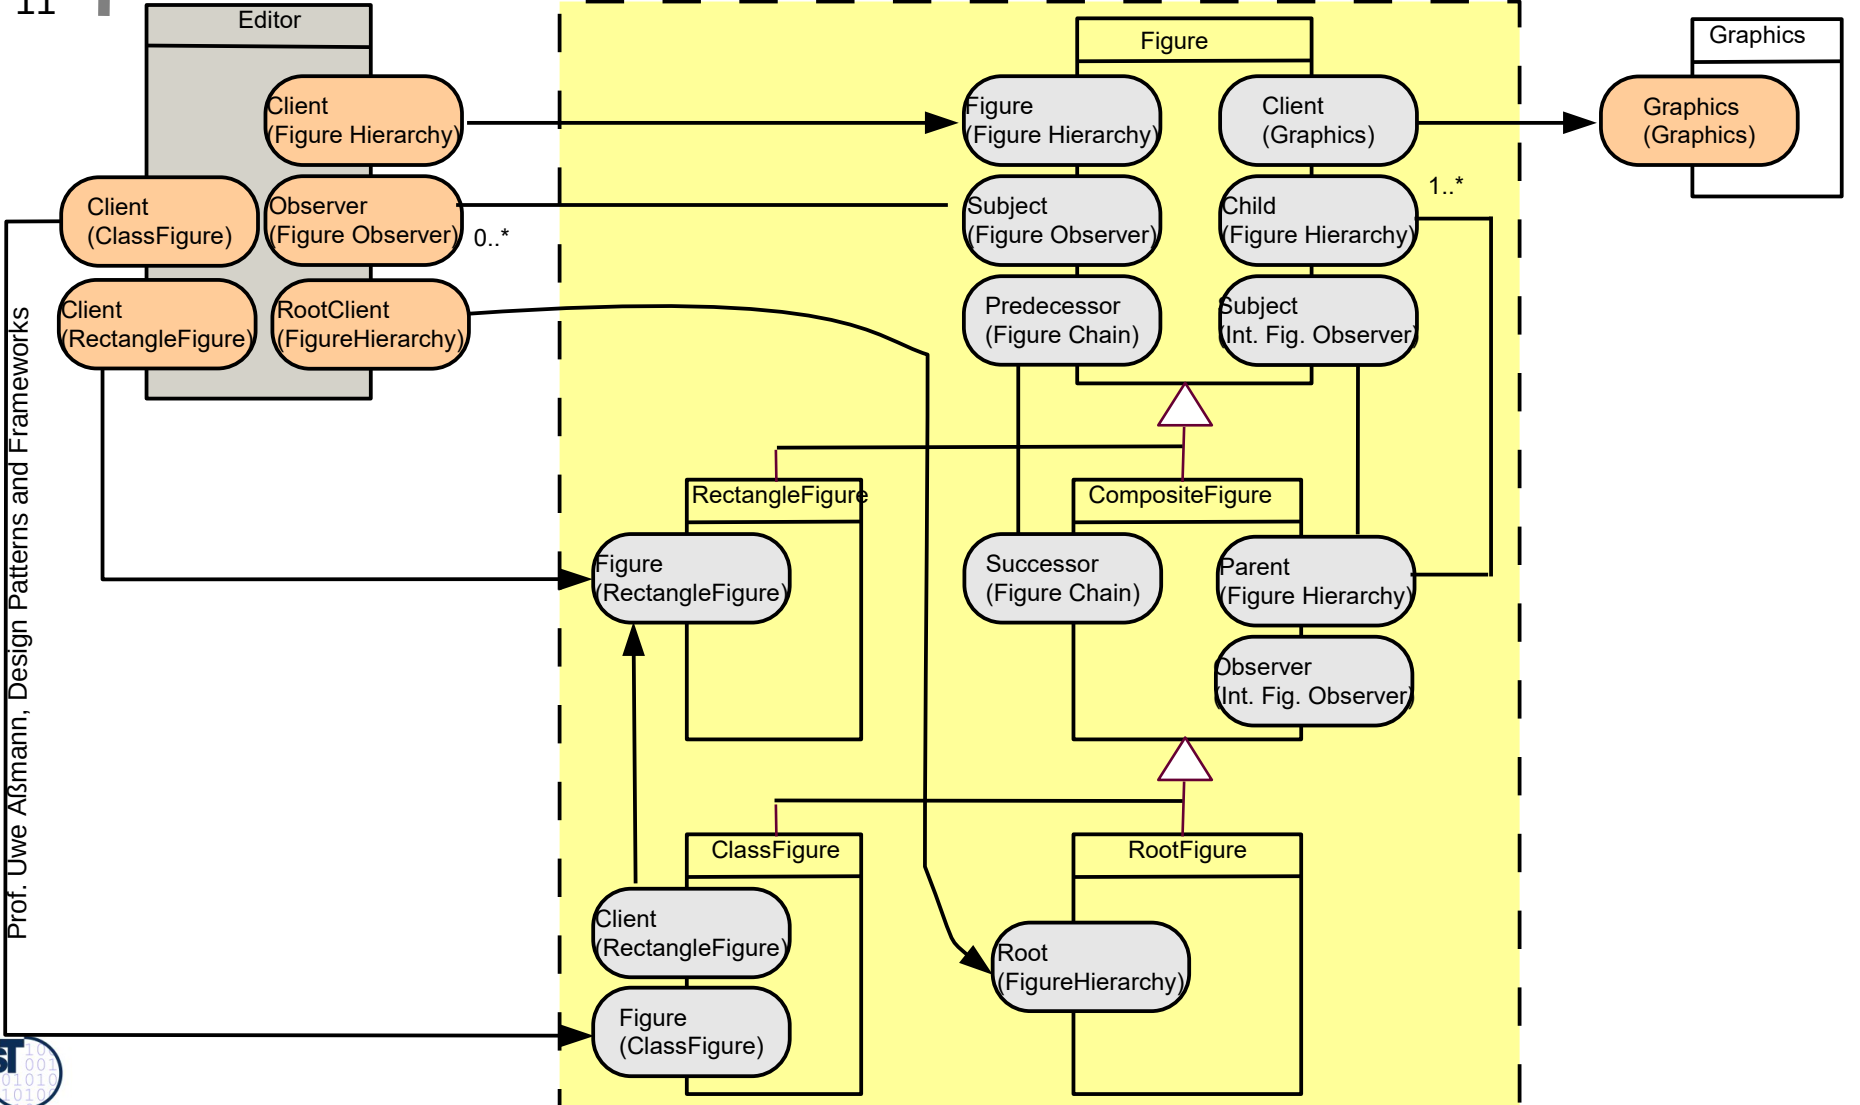 11
Editor
Client
(Figure Hierarchy)
Client
(ClassFigure)
Observer
(Figure Observer)
0..*
Client
(RectangleFigure)
RootClient
(FigureHierarchy)
Figure
Figure
(Figure Hierarchy)
Client
(Graphics)
Subject
(Figure Observer)
Child
(Figure Hierarchy)
1..*
Predecessor
(Figure Chain)
Subject
(Int. Fig. Observer)
Graphics
Graphics
(Graphics)
RectangleFigure
Figure
(RectangleFigure)
CompositeFigure
Successor
(Figure Chain)
Parent
(Figure Hierarchy)
Observer
(Int. Fig. Observer)
ClassFigure
Client
(RectangleFigure)
Figure
(ClassFigure)
RootFigure
Root
(FigureHierarchy)
Prof. Uwe Aßmann, Design Patterns and Frameworks